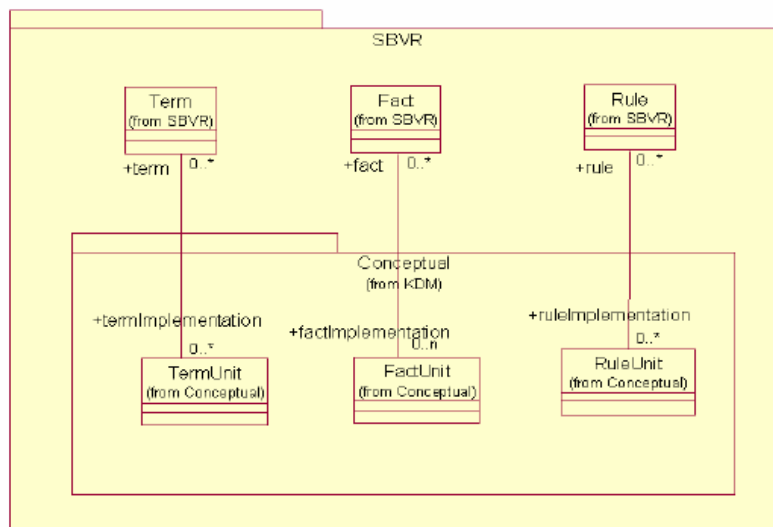 SBVR
Term
(from SBVR)
Fact
(from SBVR)
Rule
(from SBVR)
+term
0..*
+fact
0..*
+rule
0..*
Conceptual
(from KDM)
+termImplementation
0..*
+factImplementation
0..n
+ruleImplementation
0..*
TermUnit
(from Conceptual)
FactUnit
(from Conceptual)
RuleUnit
(from Conceptual)